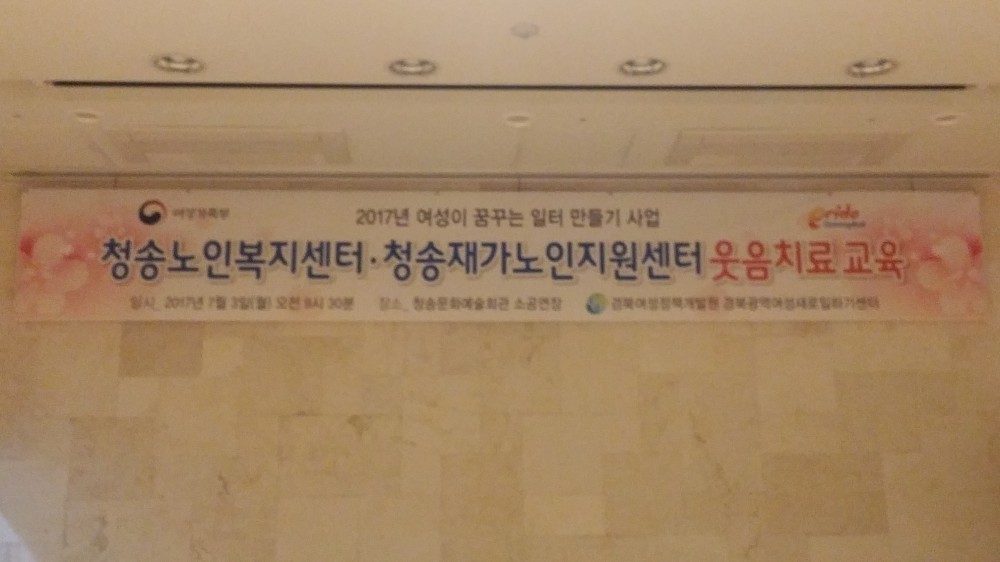 여성가족부
2017년 여성이 꿈꾸는 일터 만들기 사업
청송노인복지센터·청송재가노인지원센터 웃음치료 교육
일시_ 2017년 7월 3일(월) 오전 9시 30분 장소_ 청송문화예술회관 소공연장 경북여성정책개발원 경북광역여성새로일하기센터